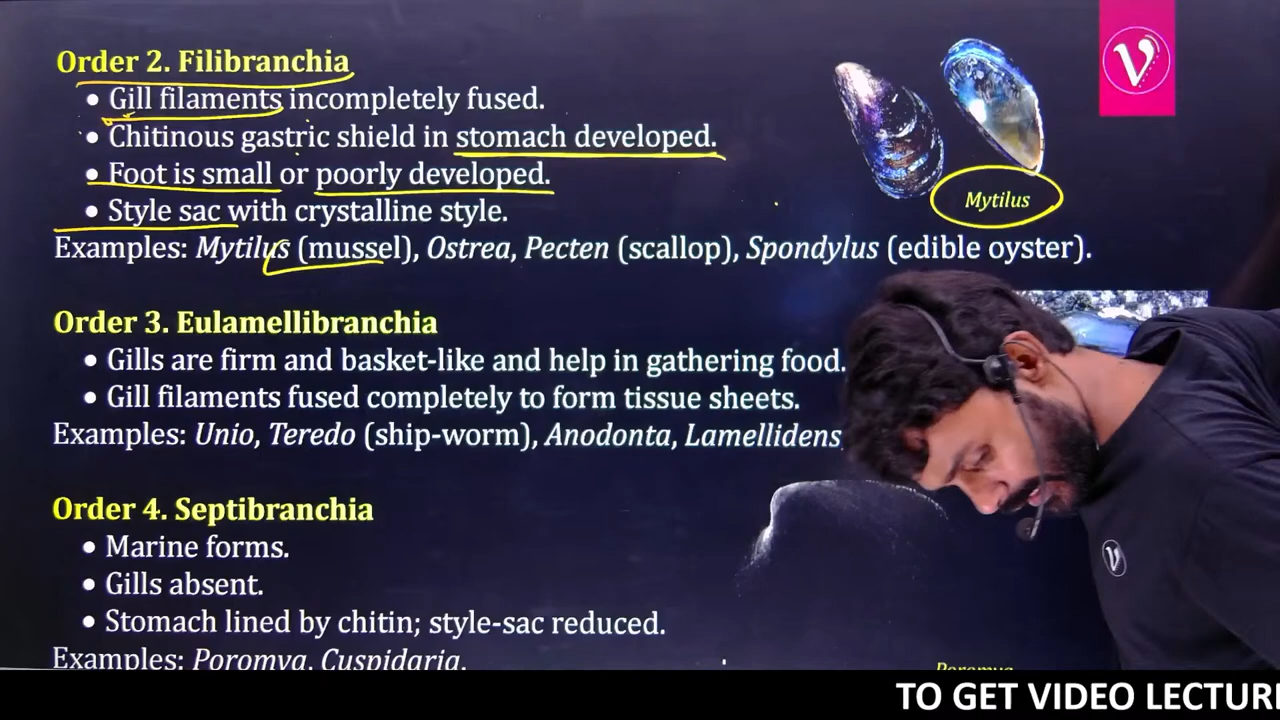 Order 2. Filibranchia
• Gill filaments incompletely fused.
• Chitinous gastric shield in stomach developed.
• Foot is small or poorly developed.
• Style sac with crystalline style.
Mytilus
Examples: Mytilus (mussel), Ostrea, Pecten (scallop), Spondylus (edible oyster).
Order 3. Eulamellibranchia
• Gills are firm and basket-like and help in gathering food.
• Gill filaments fused completely to form tissue sheets.
Examples: Unio, Teredo (ship-worm), Anodonta, Lamellidens
Order 4. Septibranchia
• Marine forms.
• Gills absent.
• Stomach lined by chitin; style-sac reduced.
Examples: Poromya, Cuspidaria.
Poromya
TO GET VIDEO LECTUR